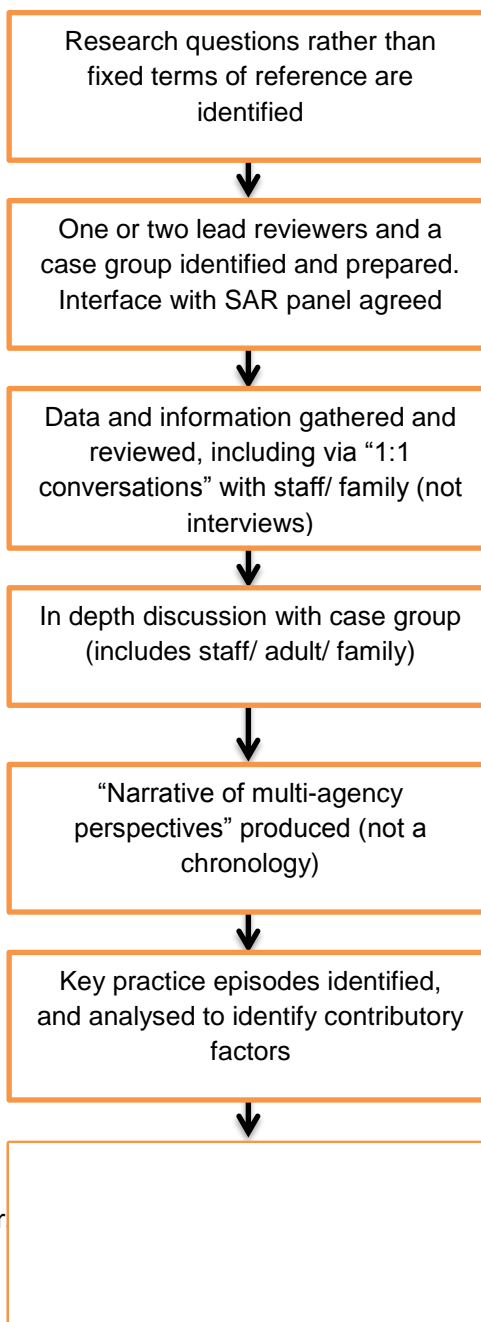 Research questions rather than
fixed terms of reference are
identified
One or two lead reviewers and a
case group identified and prepared.
Interface with SAR panel agreed
Data and information gathered and
reviewed, including via “1:1
conversations” with staff/ family (not
interviews)
In depth discussion with case group
(includes staff/ adult/ family)
“Narrative of multi-agency
perspectives” produced (not a
chronology)
Key practice episodes identified,
and analysed to identify contributory
factors
r